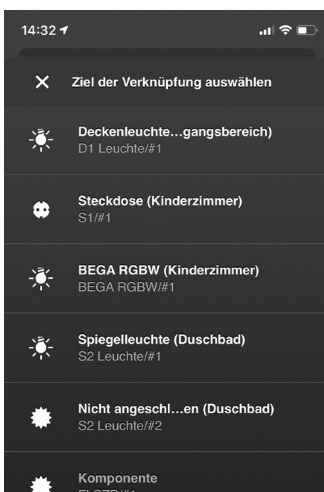 14:32
Ziel der Verknüpfung auswählen
Deckenleuchte...gangsbereich)
D1 Leuchte/#1
Steckdose (Kinderzimmer)
S1/#1
BEGA RGBW (Kinderzimmer)
BEGA RGBW/#1
Spiegelleuchte (Duschbad)
S2 Leuchte/#1
Nicht angeschl...en (Duschbad)
S2 Leuchte/#2
Komponente